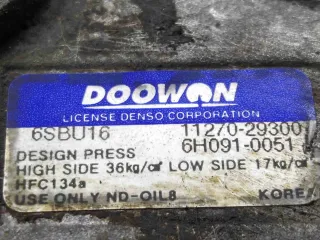 DOOWON
LICENSE DENSO CORPORATION
6SBU16 11270-29300
DESIGN PRESS 6H091-0051
HIGH SIDE 36kg/c㎡ LOW SIDE 17kg/c㎡
HFC134a
USE ONLY ND-OIL8 KOREA